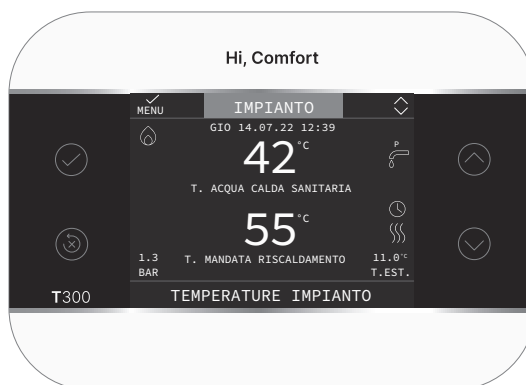 Hi, Comfort
MENU
IMPIANTO
GIO 14.07.22 12:39
42°C
P
T. ACQUA CALDA SANITARIA
55°C
1.3
BAR
T. MANDATA RISCALDAMENTO
11.0°C
T.EST.
T300
TEMPERATURE IMPIANTO